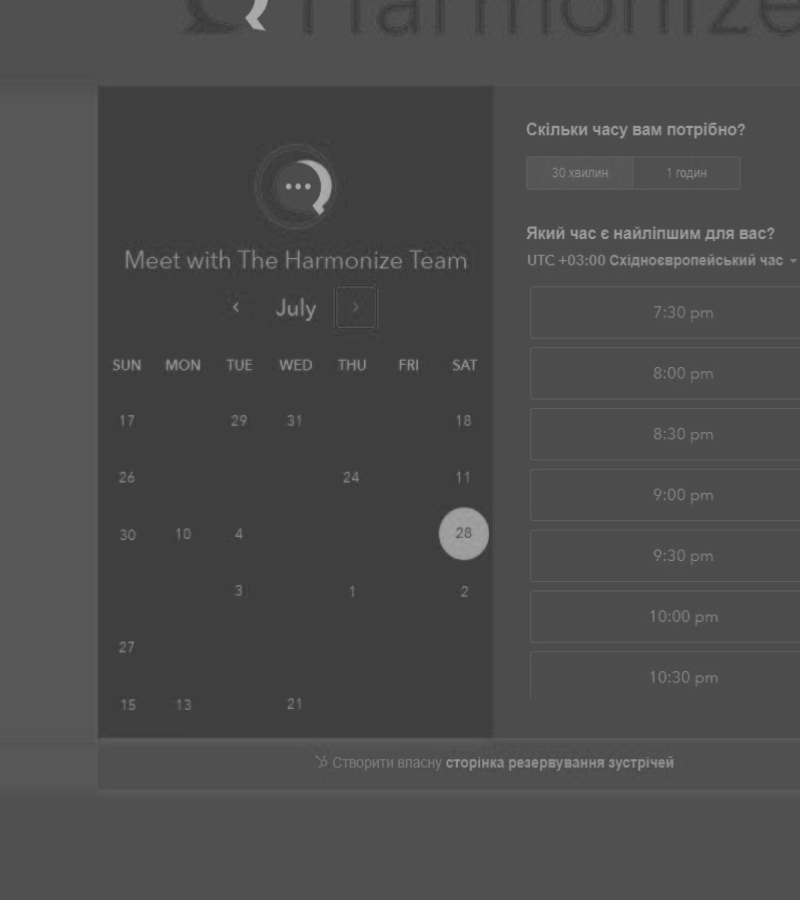 Harmonize
Meet with The Harmonize Team
July
SUN MON TUE WED THU FRI SAT
17 29 31 18
26 24 11
30 10 4 28
3 1 2
27
15 13 21
Скільки часу вам потрібно?
30 хвилин 1 годин
Який час є найліпшим для вас?
UTC +03:00 Східноєвропейський час
7:30 pm
8:00 pm
8:30 pm
9:00 pm
9:30 pm
10:00 pm
10:30 pm
Створити власну сторінка резервування зустрічей